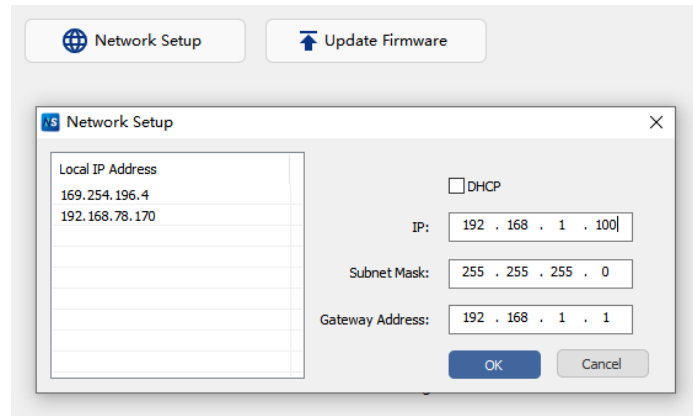 Network Setup
Update Firmware
NS Network Setup
Local IP Address
169.254.196.4
192.168.78.170
DHCP
IP: 192 . 168 . 1 . 100
Subnet Mask: 255 . 255 . 255 . 0
Gateway Address: 192 . 168 . 1 . 1
OK
Cancel